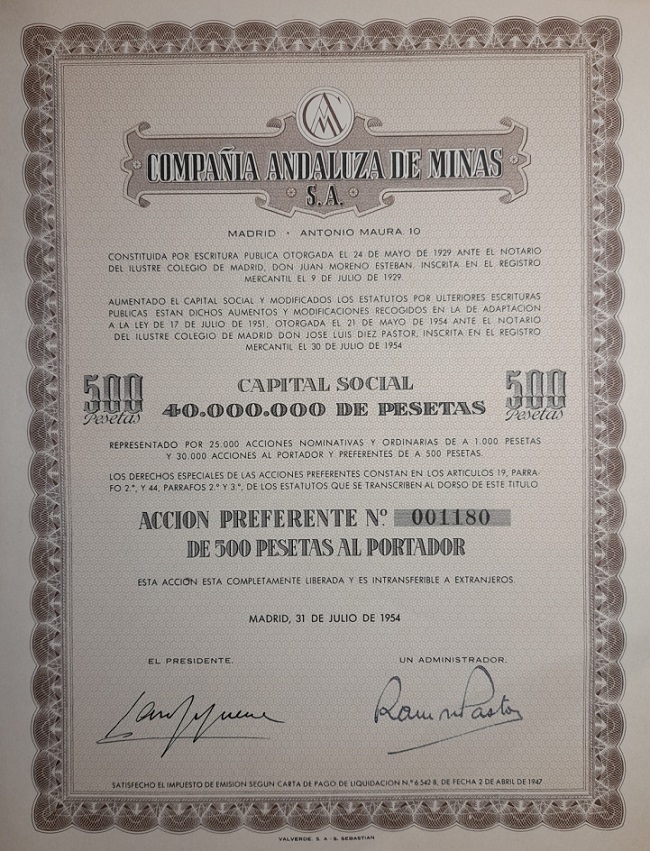 CAM
COMPAÑIA ANDALUZA DE MINAS
S.A.
MADRID · ANTONIO MAURA. 10
CONSTITUIDA POR ESCRITURA PUBLICA OTORGADA EL 24 DE MAYO DE 1929 ANTE EL NOTARIO
DEL ILUSTRE COLEGIO DE MADRID, DON JUAN MORENO ESTEBAN, INSCRITA EN EL REGISTRO
MERCANTIL EL 9 DE JULIO DE 1929.
AUMENTADO EL CAPITAL SOCIAL Y MODIFICADOS LOS ESTATUTOS POR ULTERIORES ESCRITURAS
PUBLICAS ESTAN DICHOS AUMENTOS Y MODIFICACIONES RECOGIDOS EN LA DE ADAPTACION
A LA LEY DE 17 DE JULIO DE 1951, OTORGADA EL 21 DE MAYO DE 1954 ANTE EL NOTARIO
DEL ILUSTRE COLEGIO DE MADRID DON JOSE LUIS DIEZ PASTOR, INSCRITA EN EL REGISTRO
MERCANTIL EL 30 DE JULIO DE 1954
500 Pesetas
CAPITAL SOCIAL
40.000.000 DE PESETAS
500 Pesetas
REPRESENTADO POR 25.000 ACCIONES NOMINATIVAS Y ORDINARIAS DE A 1.000 PESETAS
Y 30.000 ACCIONES AL PORTADOR Y PREFERENTES DE A 500 PESETAS.
LOS DERECHOS ESPECIALES DE LAS ACCIONES PREFERENTES CONSTAN EN LOS ARTICULOS 19, PARRA-
FO 2.º, Y 44, PARRAFOS 2.º Y 3.º, DE LOS ESTATUTOS QUE SE TRANSCRIBEN AL DORSO DE ESTE TITULO
ACCION PREFERENTE Nº. 001180
DE 500 PESETAS AL PORTADOR
ESTA ACCIÓN ESTA COMPLETAMENTE LIBERADA Y ES INTRANSFERIBLE A EXTRANJEROS.
MADRID, 31 DE JULIO DE 1954
EL PRESIDENTE.
UN ADMINISTRADOR.
Ramon Pastor
SATISFECHO EL IMPUESTO DE EMISION SEGUN CARTA DE PAGO DE LIQUIDACION N.º 6.542 B, DE FECHA 2 DE ABRIL DE 1947
VALVERDE. S. A - S. SEBASTIAN